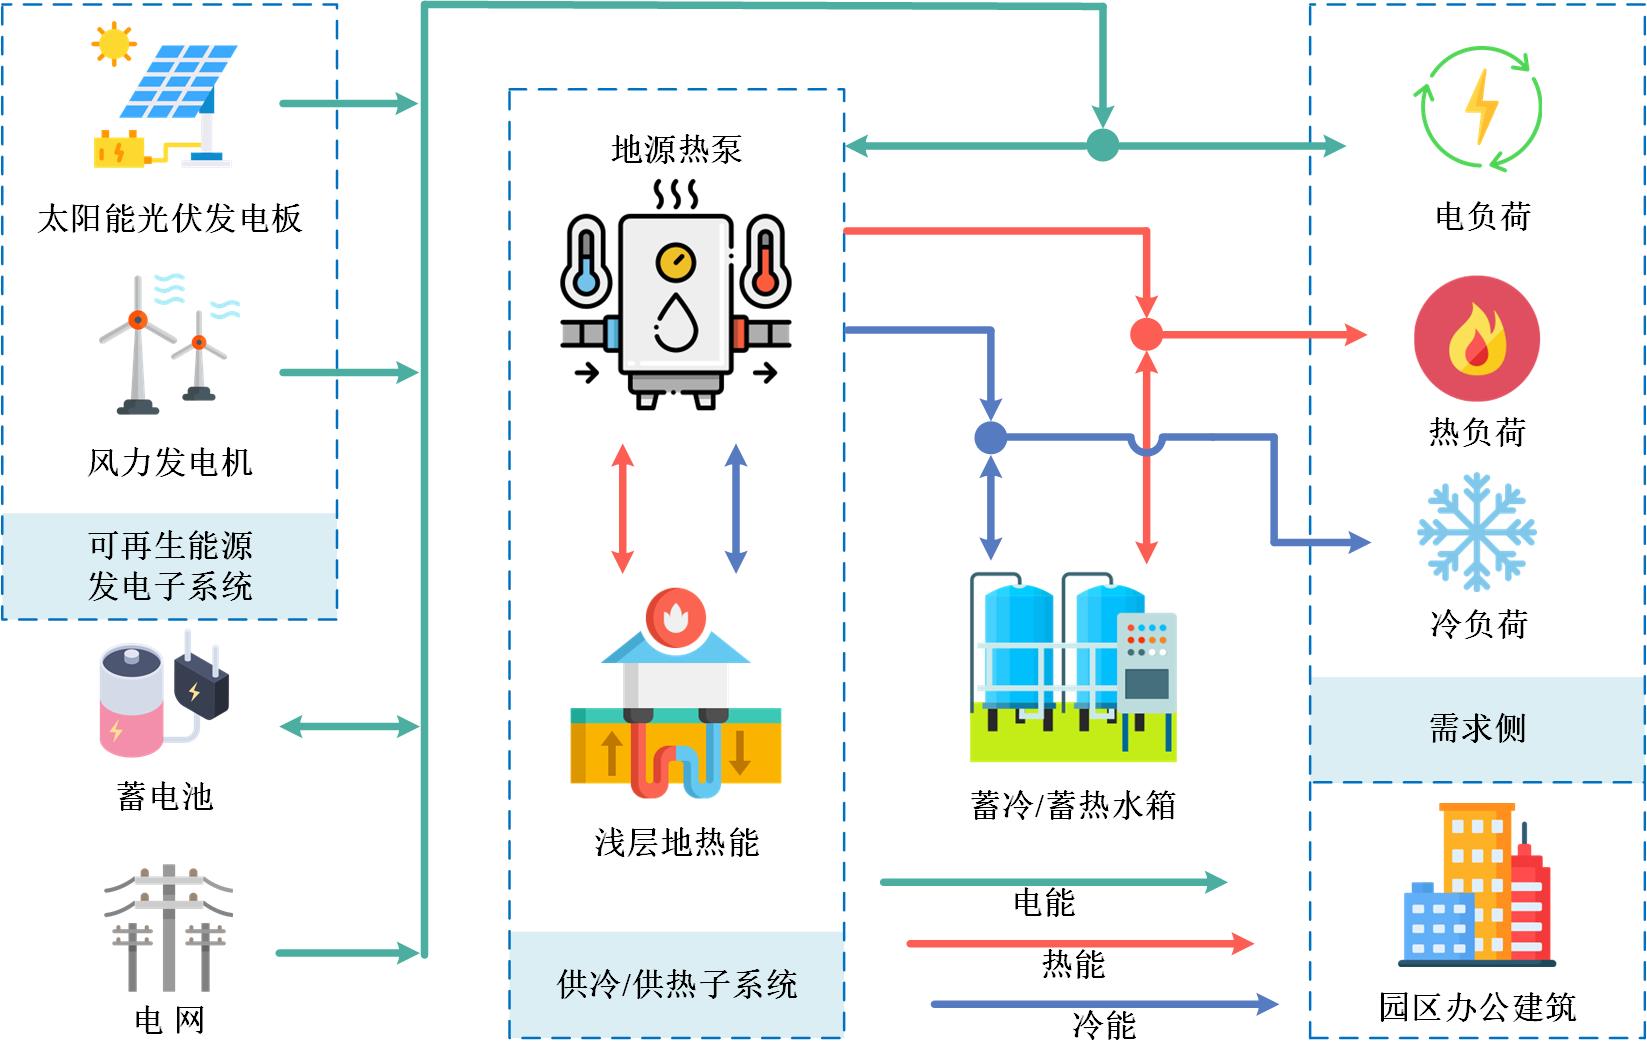 太阳能光伏发电板
风力发电机
可再生能源
发电子系统
蓄电池
电网
地源热泵
浅层地热能
供冷/供热子系统
蓄冷/蓄热水箱
电能
热能
冷能
电负荷
热负荷
冷负荷
需求侧
园区办公建筑